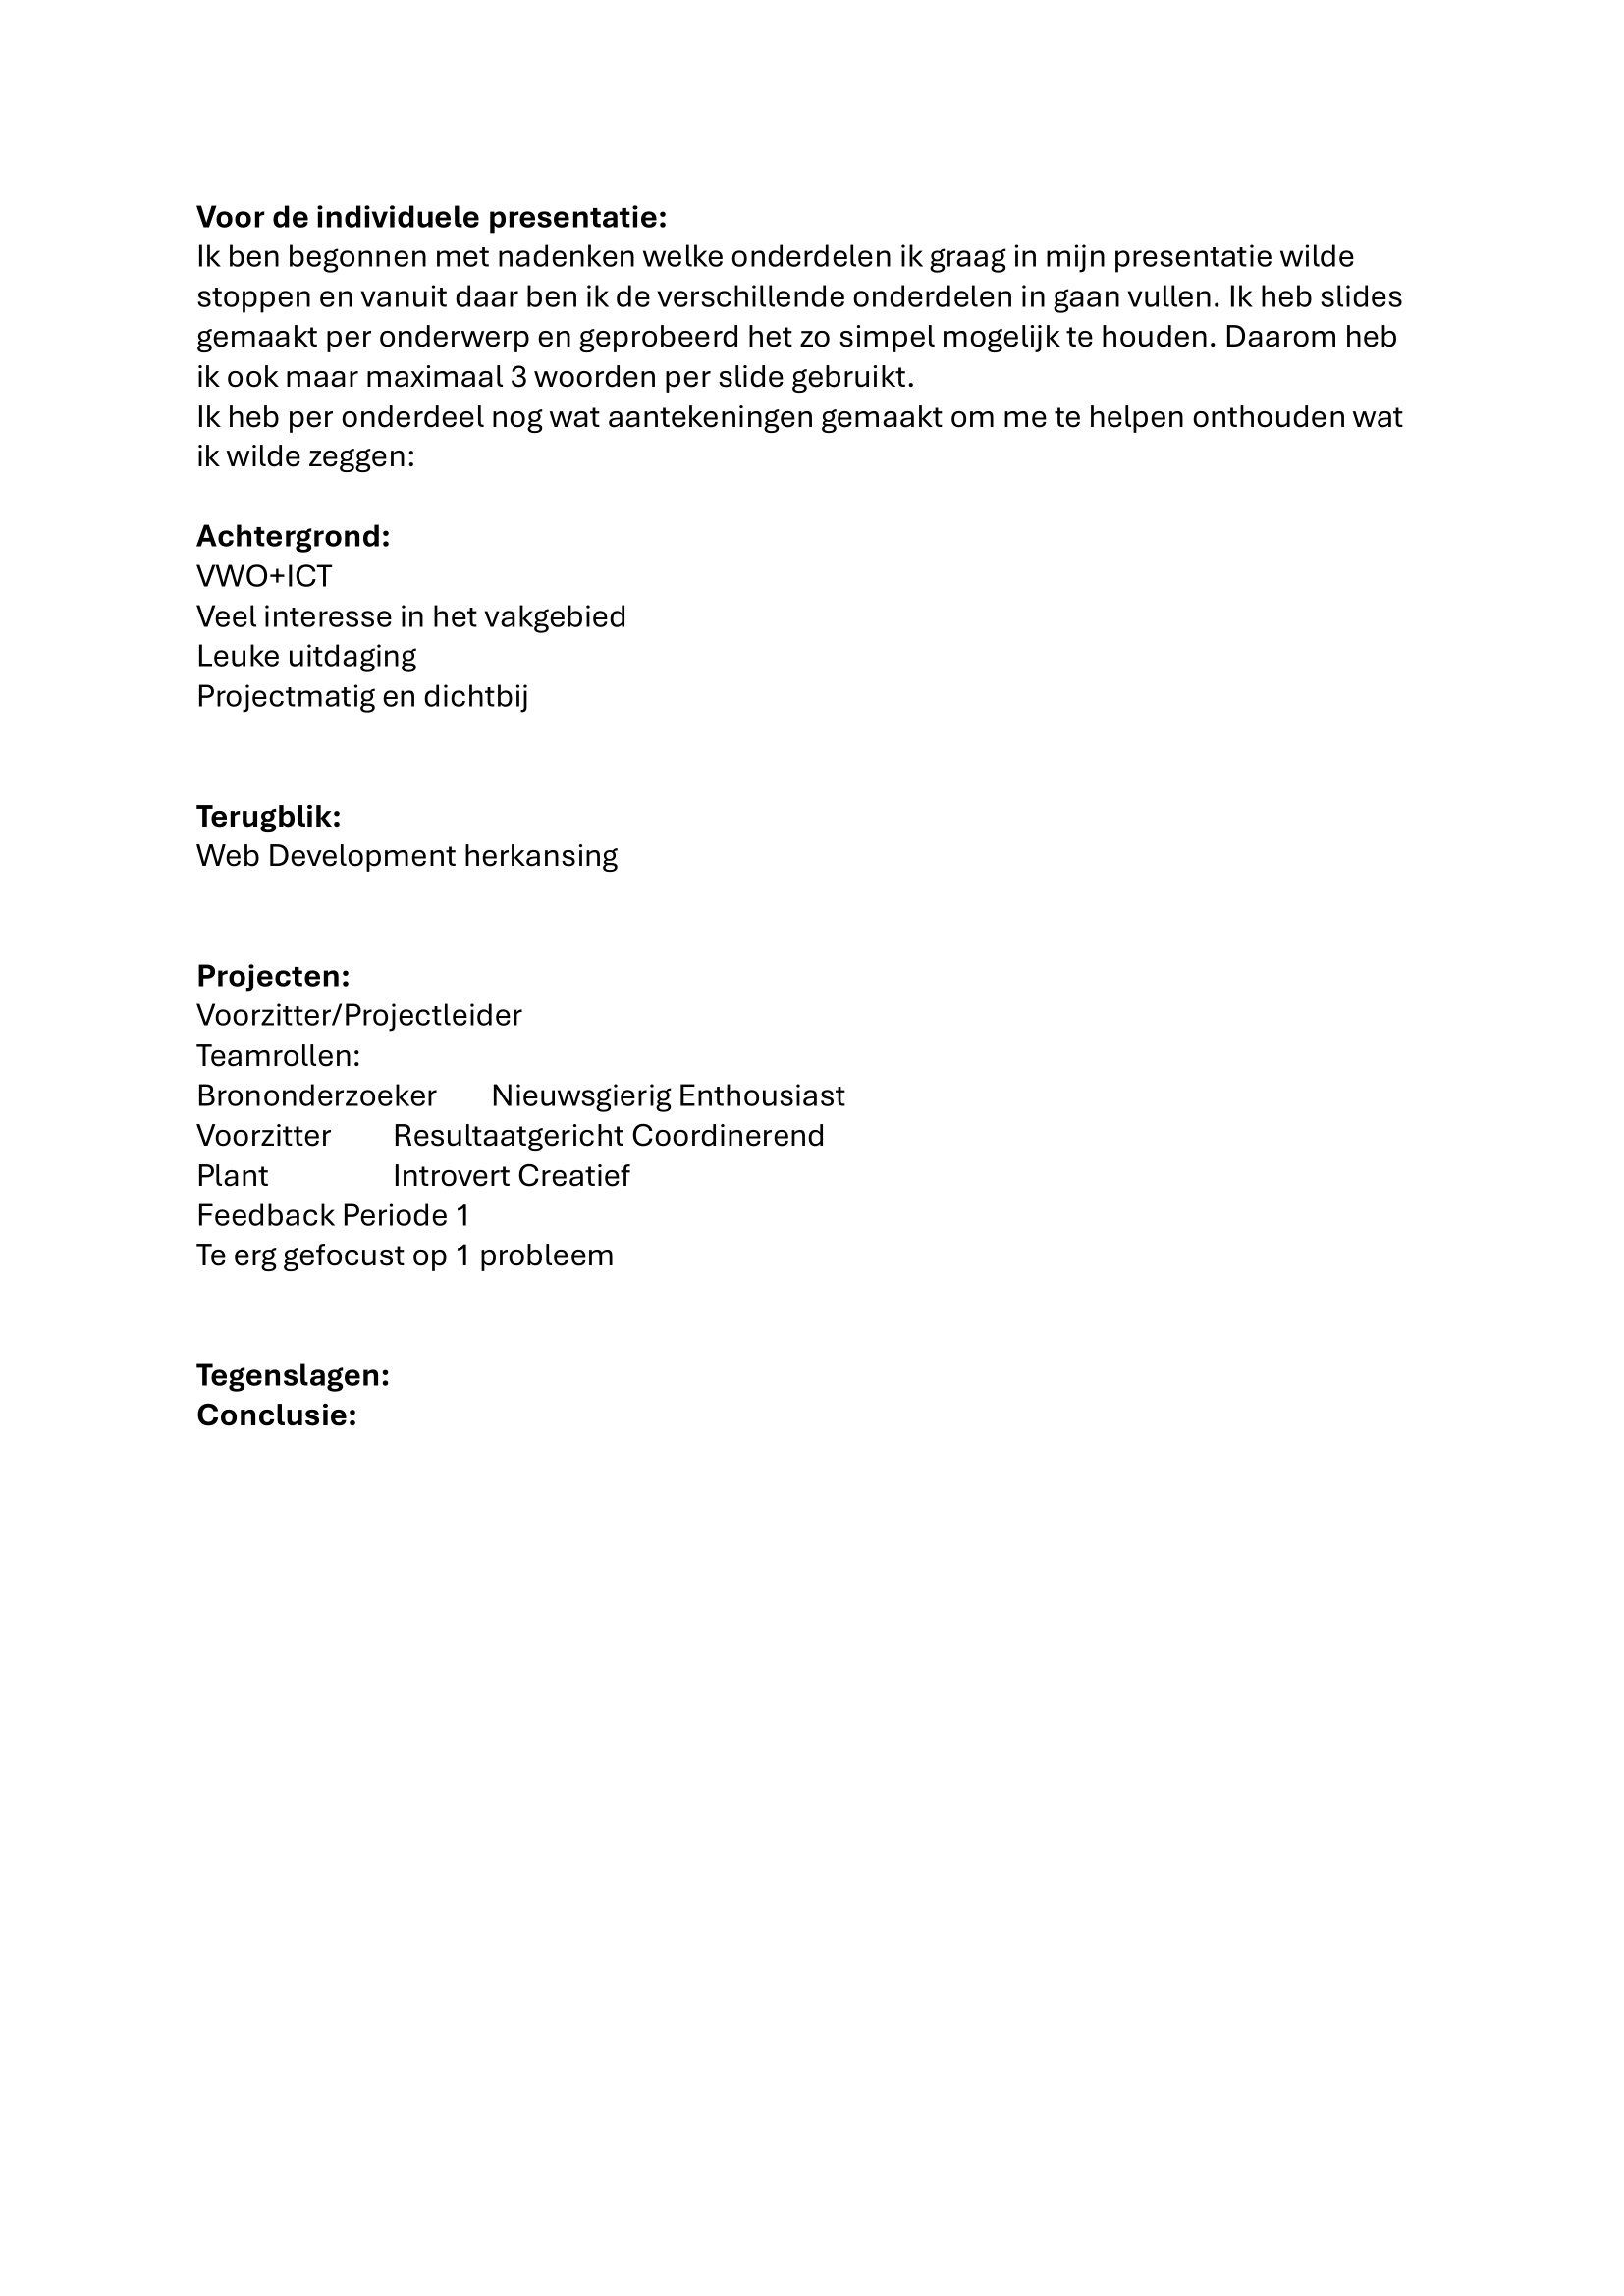 Voor de individuele presentatie:
Ik ben begonnen met nadenken welke onderdelen ik graag in mijn presentatie wilde
stoppen en vanuit daar ben ik de verschillende onderdelen in gaan vullen. Ik heb slides
gemaakt per onderwerp en geprobeerd het zo simpel mogelijk te houden. Daarom heb
ik ook maar maximaal 3 woorden per slide gebruikt.
Ik heb per onderdeel nog wat aantekeningen gemaakt om me te helpen onthouden wat
ik wilde zeggen:
Achtergrond:
VWO+ICT
Veel interesse in het vakgebied
Leuke uitdaging
Projectmatig en dichtbij
Terugblik:
Web Development herkansing
Projecten:
Voorzitter/Projectleider
Teamrollen:
Brononderzoeker Nieuwsgierig Enthousiast
Voorzitter Resultaatgericht Coordinerend
Plant Introvert Creatief
Feedback Periode 1
Te erg gefocust op 1 probleem
Tegenslagen:
Conclusie: